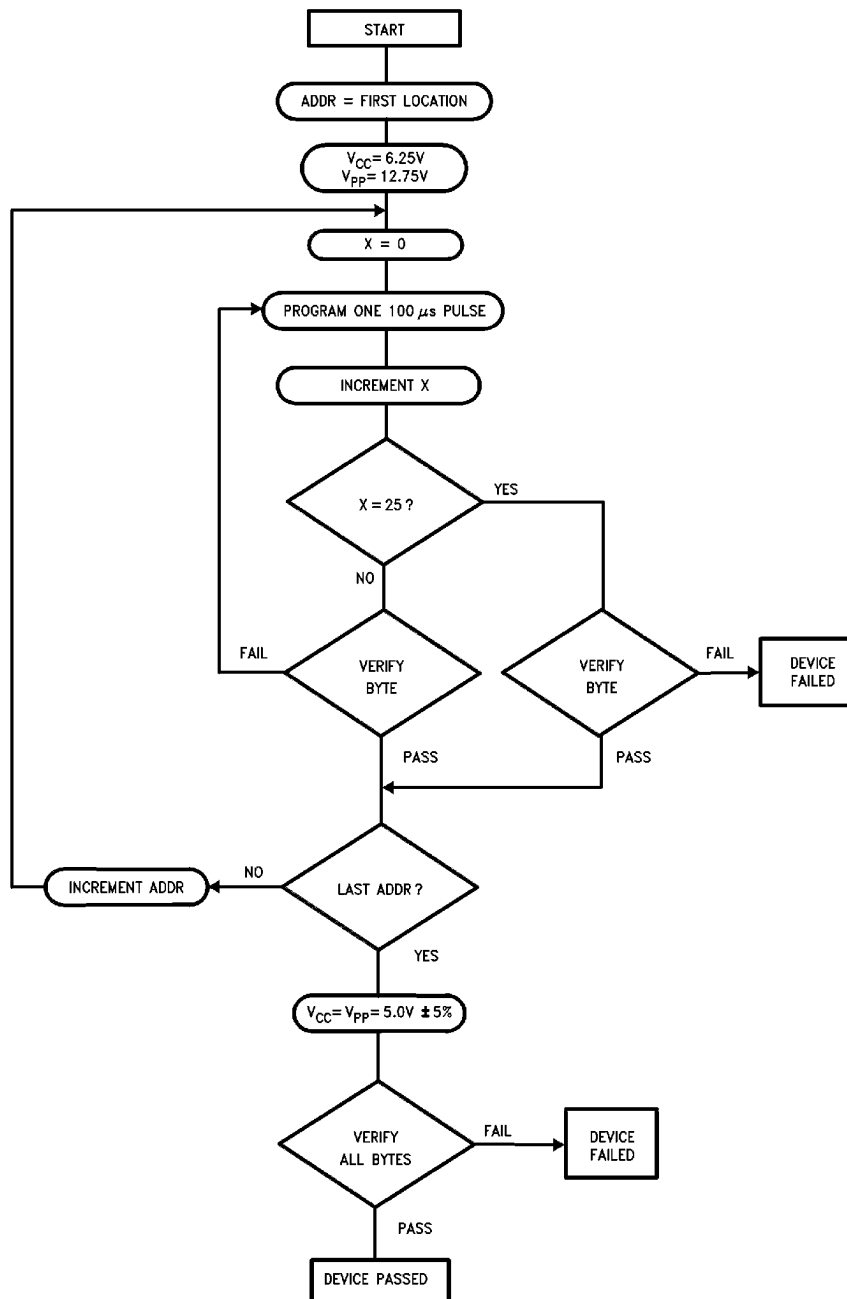 START
ADDR = FIRST LOCATION
VCC= 6.25V
VPP= 12.75V
X = 0
PROGRAM ONE 100 μs PULSE
INCREMENT X
X = 25 ?
YES
NO
FAIL
VERIFY
BYTE
VERIFY
BYTE
FAIL
DEVICE
FAILED
PASS
PASS
INCREMENT ADDR
NO
LAST ADDR ?
YES
VCC= VPP= 5.0V ±5%
VERIFY
ALL BYTES
FAIL
DEVICE
FAILED
PASS
DEVICE PASSED